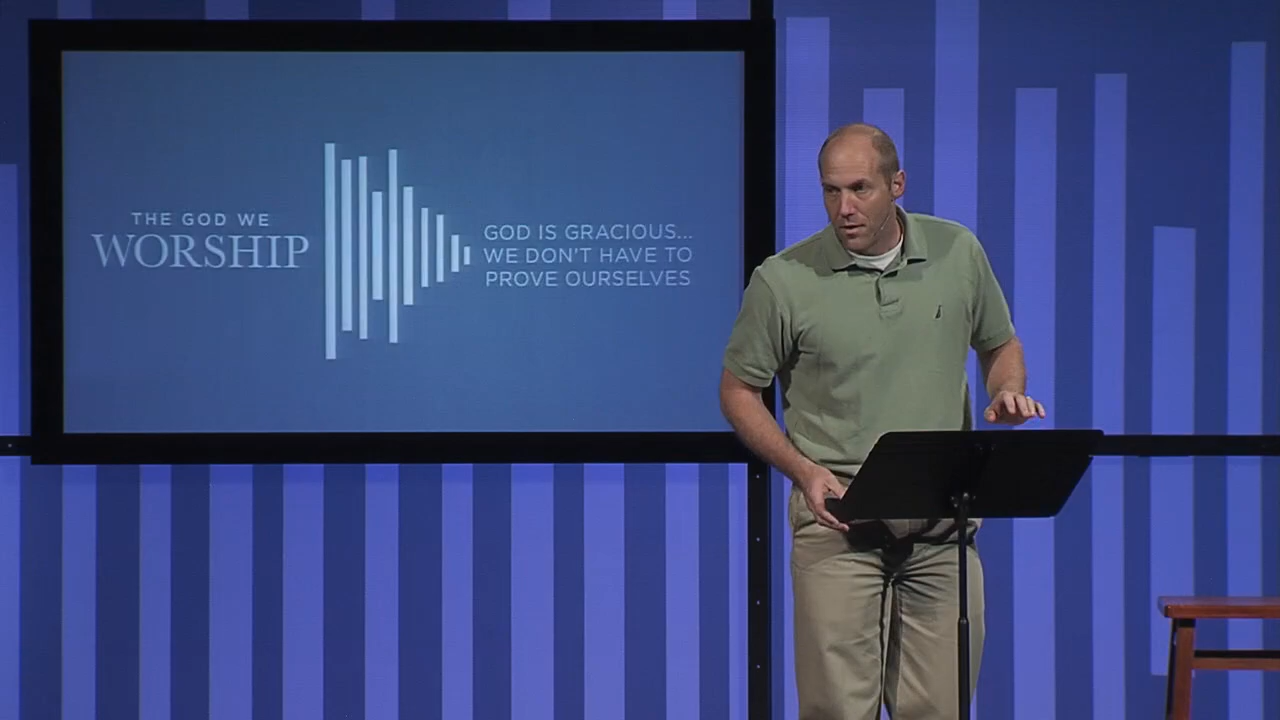 THE GOD WE
WORSHIP
GOD IS GRACIOUS...
WE DON'T HAVE TO
PROVE OURSELVES